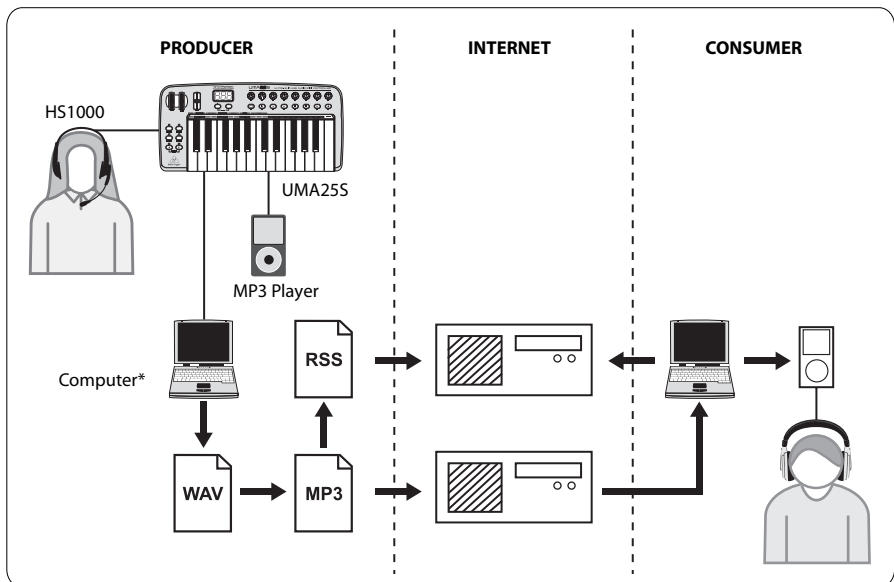 PRODUCER
INTERNET
CONSUMER
HS1000
UMA25S
MP3 Player
Computer*
RSS
WAV
MP3